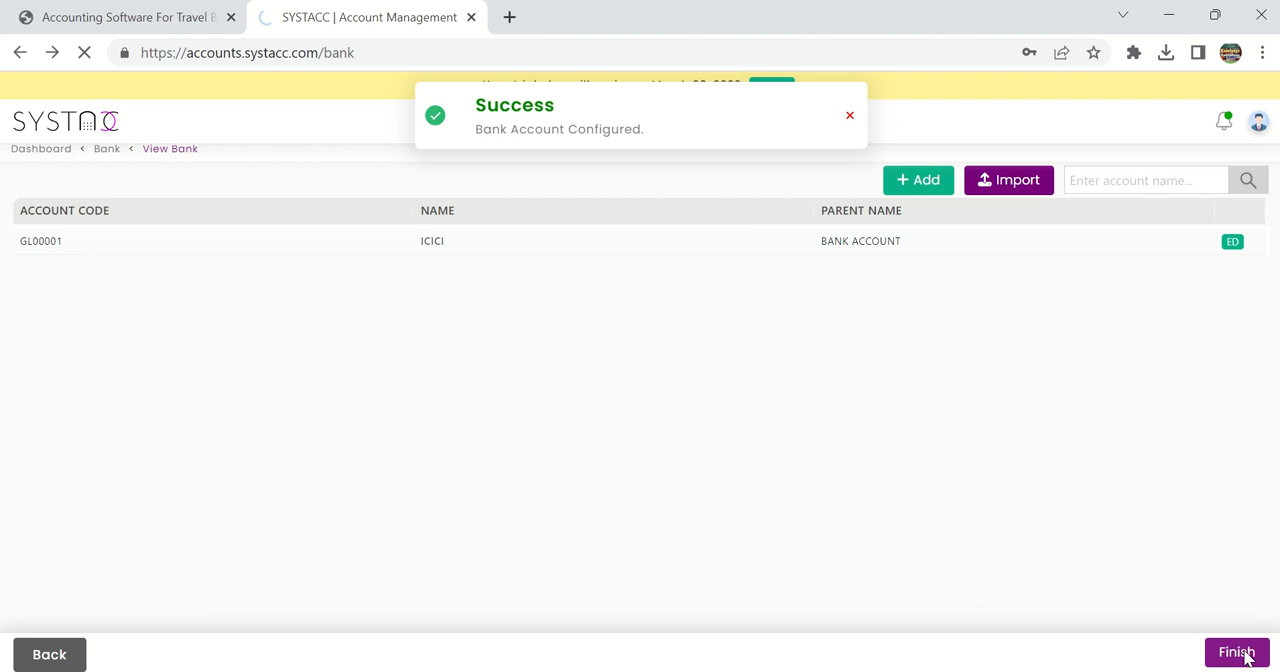 Accounting Software For Travel B
SYSTACC | Account Management
https://accounts.systacc.com/bank
Success
Bank Account Configured.
SYSTACC
Dashboard < Bank < View Bank
+ Add
Import
Enter account name...
ACCOUNT CODE NAME PARENT NAME
GL00001 ICICI BANK ACCOUNT ED
Back
Finish